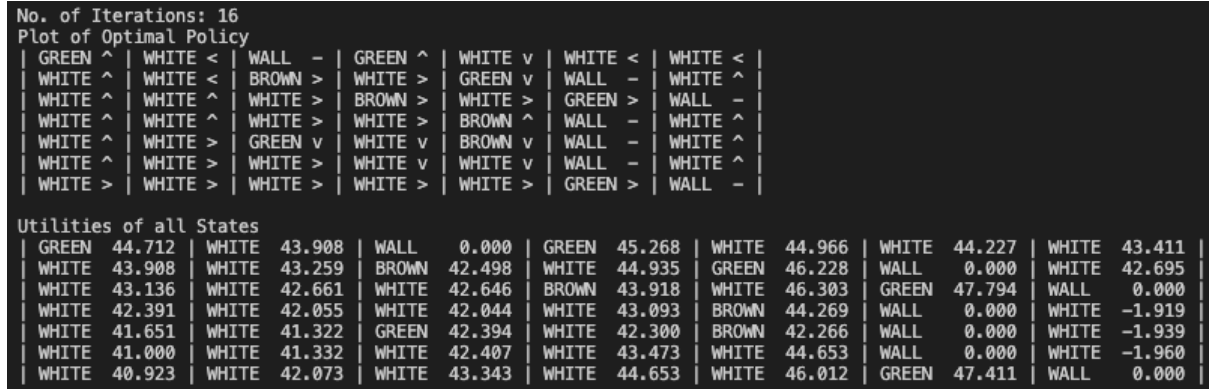 No. of Iterations: 16
Plot of Optimal Policy
| GREEN ^ | WHITE < | WALL  – | GREEN ^ | WHITE v | WHITE < | WHITE < |
| WHITE ^ | WHITE < | BROWN > | WHITE > | GREEN v | WALL  – | WHITE ^ |
| WHITE ^ | WHITE ^ | WHITE > | BROWN > | WHITE > | GREEN > | WALL  – |
| WHITE ^ | WHITE ^ | WHITE > | WHITE > | BROWN ^ | WALL  – | WHITE ^ |
| WHITE ^ | WHITE > | GREEN v | WHITE v | BROWN v | WALL  – | WHITE ^ |
| WHITE ^ | WHITE > | WHITE > | WHITE v | WHITE v | WALL  – | WHITE ^ |
| WHITE > | WHITE > | WHITE > | WHITE > | WHITE > | GREEN > | WALL  – |
Utilities of all States
| GREEN  44.712 | WHITE  43.908 | WALL    0.000 | GREEN  45.268 | WHITE  44.966 | WHITE  44.227 | WHITE  43.411 |
| WHITE  43.908 | WHITE  43.259 | BROWN  42.498 | WHITE  44.935 | GREEN  46.228 | WALL    0.000 | WHITE  42.695 |
| WHITE  43.136 | WHITE  42.661 | WHITE  42.646 | BROWN  43.918 | WHITE  46.303 | GREEN  47.794 | WALL    0.000 |
| WHITE  42.391 | WHITE  42.055 | WHITE  42.044 | WHITE  43.093 | BROWN  44.269 | WALL    0.000 | WHITE  –1.919 |
| WHITE  41.651 | WHITE  41.322 | GREEN  42.394 | WHITE  42.300 | BROWN  42.266 | WALL    0.000 | WHITE  –1.939 |
| WHITE  41.000 | WHITE  41.332 | WHITE  42.407 | WHITE  43.473 | WHITE  44.653 | WALL    0.000 | WHITE  –1.960 |
| WHITE  40.923 | WHITE  42.073 | WHITE  43.343 | WHITE  44.653 | WHITE  46.012 | GREEN  47.411 | WALL    0.000 |